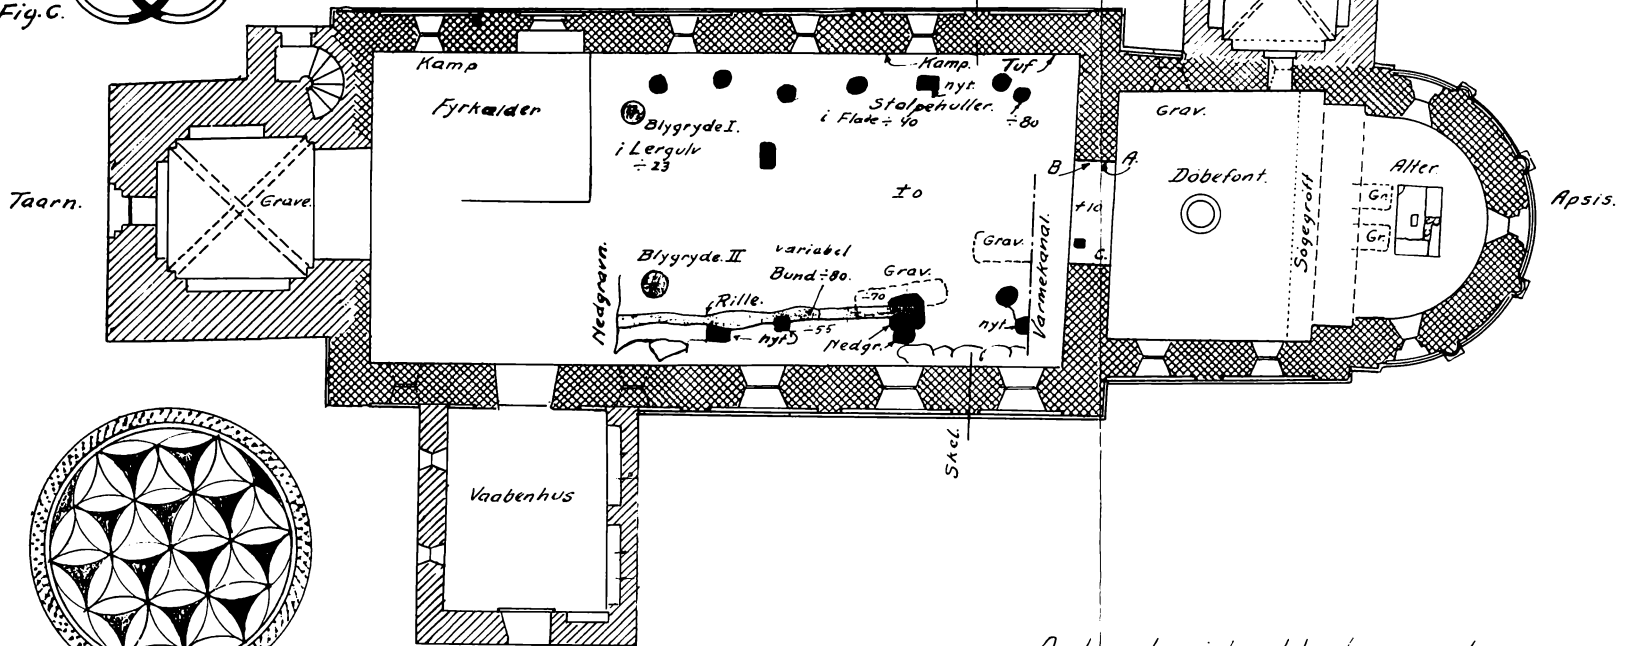 Fig.C.
Kamp
Fyrkælder
Kamp.
Tuf
nyt.
Stolpehuller.
i Flade ÷ 40
÷80
Blygryde I.
i Lergulv
÷23
Grav.
B
A.
Döbefont.
Alter
Taarn.
Grave.
±0
+10
Gr.
Apsis.
Sogegröft
Nedgravn.
Blygryde.II
variabel
Bund÷80.
Grav.
Grav.
Varmekanal.
C.
Gr.
÷70
Rille.
nyt
÷55
Nedgr.
nyt.
Skel.
Vaabenhus